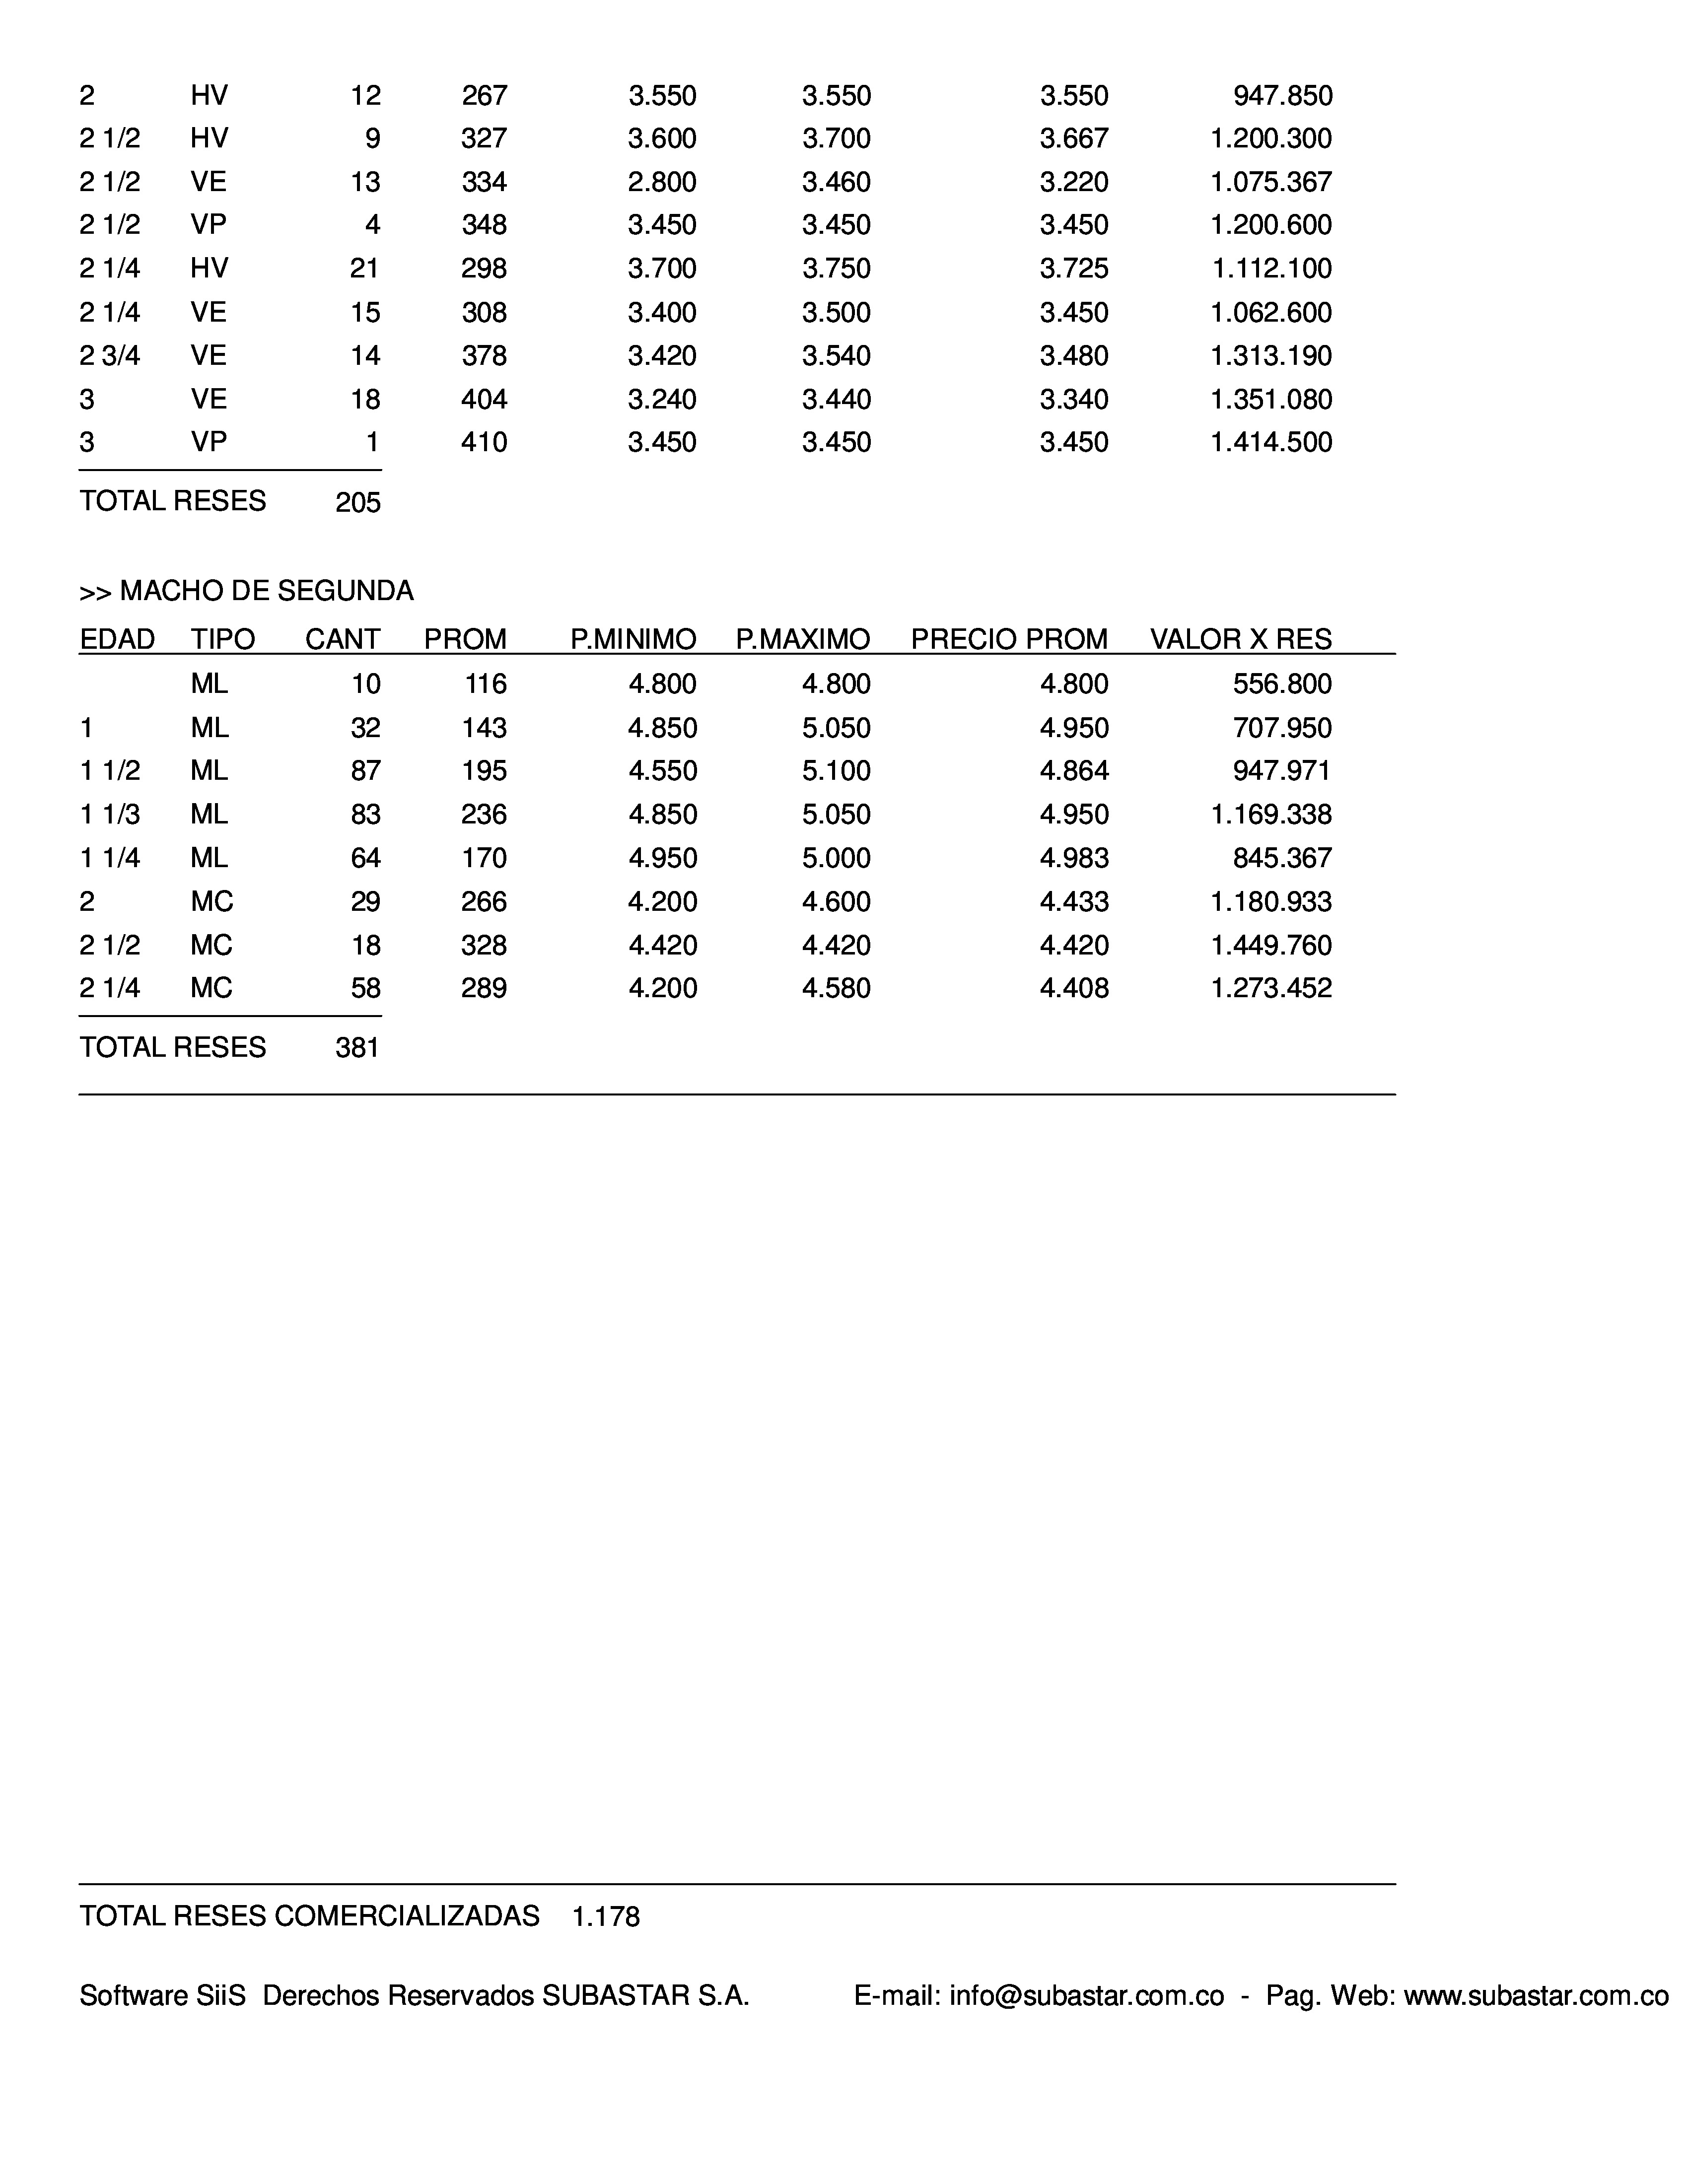 2 HV 12 267 3.550 3.550 3.550 947.850
2 1/2 HV 9 327 3.600 3.700 3.667 1.200.300
2 1/2 VE 13 334 2.800 3.460 3.220 1.075.367
2 1/2 VP 4 348 3.450 3.450 3.450 1.200.600
2 1/4 HV 21 298 3.700 3.750 3.725 1.112.100
2 1/4 VE 15 308 3.400 3.500 3.450 1.062.600
2 3/4 VE 14 378 3.420 3.540 3.480 1.313.190
3 VE 18 404 3.240 3.440 3.340 1.351.080
3 VP 1 410 3.450 3.450 3.450 1.414.500
TOTAL RESES 205
>> MACHO DE SEGUNDA
EDAD TIPO CANT PROM P.MINIMO P.MAXIMO PRECIO PROM VALOR X RES
ML 10 116 4.800 4.800 4.800 556.800
1 ML 32 143 4.850 5.050 4.950 707.950
1 1/2 ML 87 195 4.550 5.100 4.864 947.971
1 1/3 ML 83 236 4.850 5.050 4.950 1.169.338
1 1/4 ML 64 170 4.950 5.000 4.983 845.367
2 MC 29 266 4.200 4.600 4.433 1.180.933
2 1/2 MC 18 328 4.420 4.420 4.420 1.449.760
2 1/4 MC 58 289 4.200 4.580 4.408 1.273.452
TOTAL RESES 381
TOTAL RESES COMERCIALIZADAS 1.178
Software SiiS Derechos Reservados SUBASTAR S.A. E-mail: info@subastar.com.co - Pag. Web: www.subastar.com.co